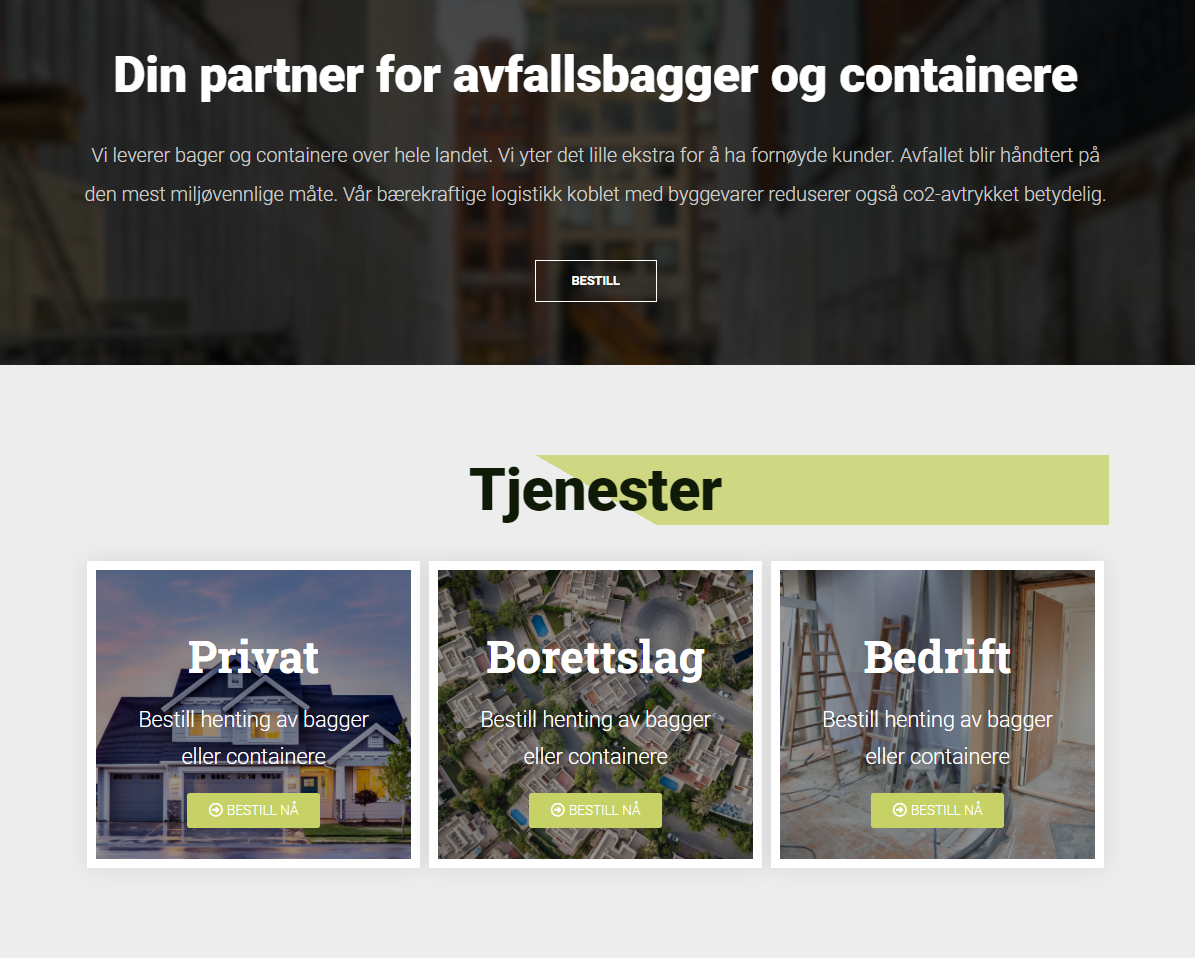 Din partner for avfallsbagger og containere
Vi leverer bager og containere over hele landet. Vi yter det lille ekstra for å ha fornøyde kunder. Avfallet blir håndtert på
den mest miljøvennlige måte. Vår bærekraftige logistikk koblet med byggevarer reduserer også co2-avtrykket betydelig.
BESTILL
Tjenester
Privat
Bestill henting av bagger
eller containere
BESTILL NÅ
Borettslag
Bestill henting av bagger
eller containere
BESTILL NÅ
Bedrift
Bestill henting av bagger
eller containere
BESTILL NÅ